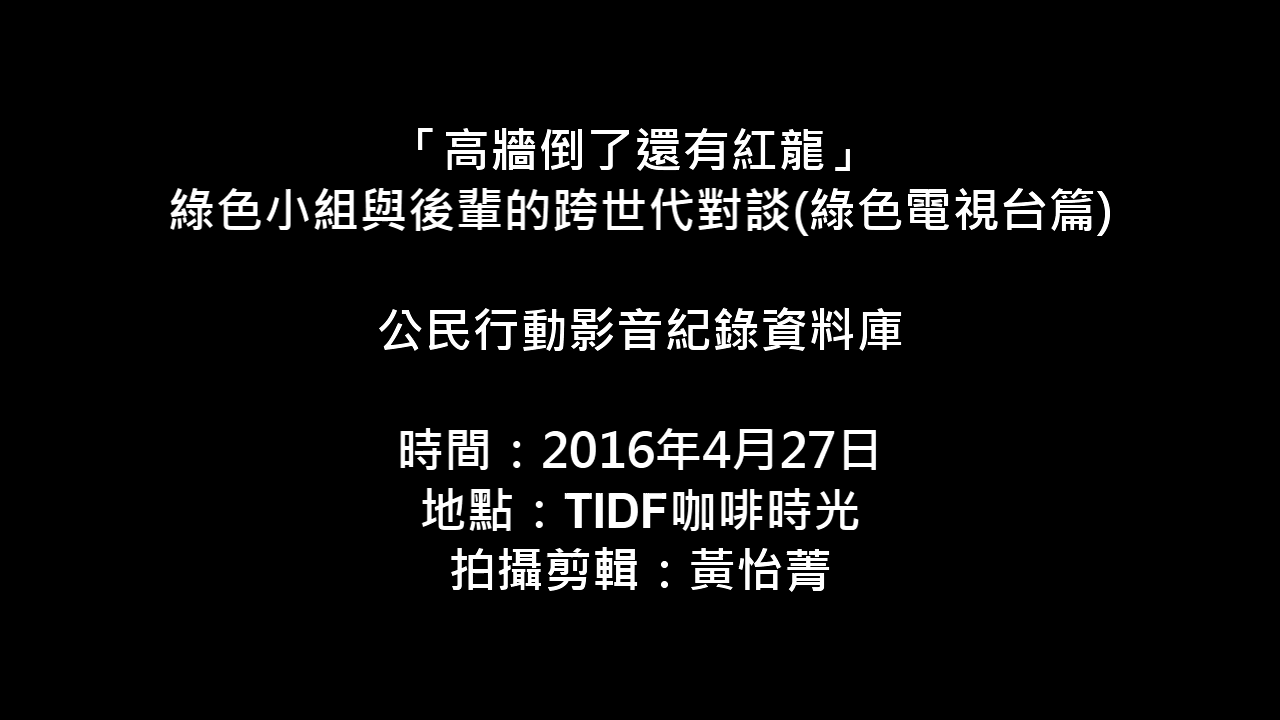 「高牆倒了還有紅龍」
綠色小組與後輩的跨世代對談(綠色電視台篇)
公民行動影音紀錄資料庫
時間：2016年4月27日
地點：TIDF咖啡時光
拍攝剪輯：黃怡菁